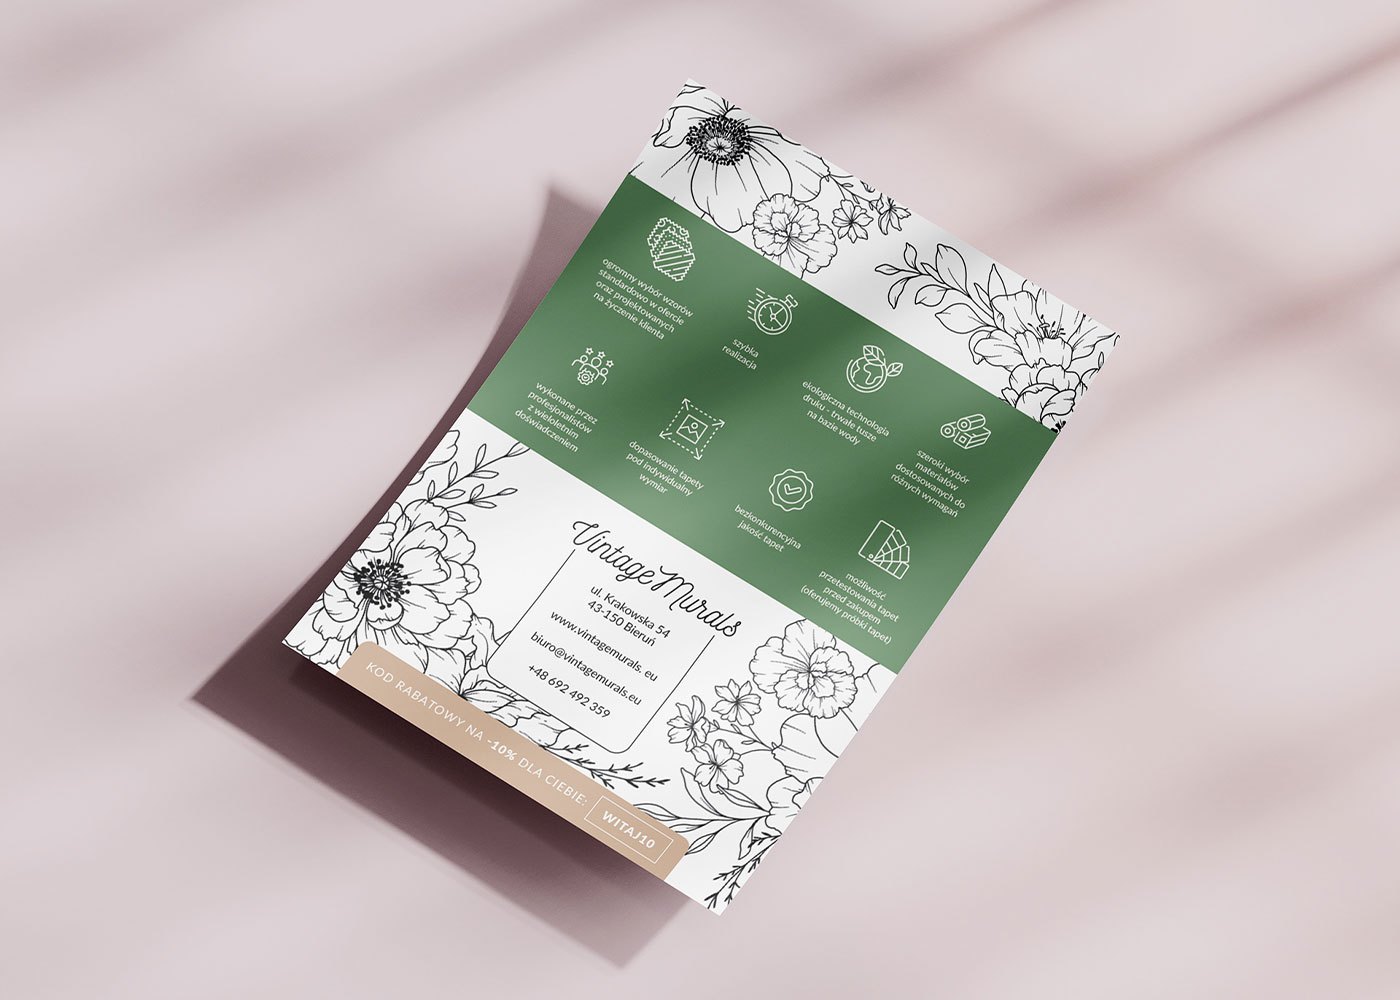 ogromny wybór wzorów
standardowo w ofercie
oraz projektowanych
na życzenie klienta
szybka
realizacja
ekologiczna technologia
druku - trwałe tusze
na bazie wody
szeroki wybór
materiałów
dostosowanych do
różnych wymagań
wykonane przez
profesjonalistów
z wieloletnim
doświadczeniem
dopasowanie tapety
pod indywidualny
wymiar
bezkonkurencyjna
jakość tapet
możliwość
przetestowania tapet
przed zakupem
(oferujemy próbki tapet)
Vintage Murals
ul. Krakowska 54
43-150 Bieruń
www.vintagemurals. eu
biuro@vintagemurals.eu
+48 692 492 359
KOD RABATOWY NA -10% DLA CIEBIE: WITAJ10